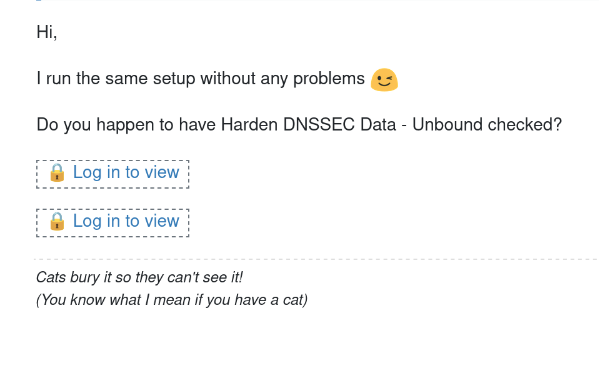 Hi,
I run the same setup without any problems 😉
Do you happen to have Harden DNSSEC Data - Unbound checked?
🔒 Log in to view
🔒 Log in to view
Cats bury it so they can't see it!
(You know what I mean if you have a cat)